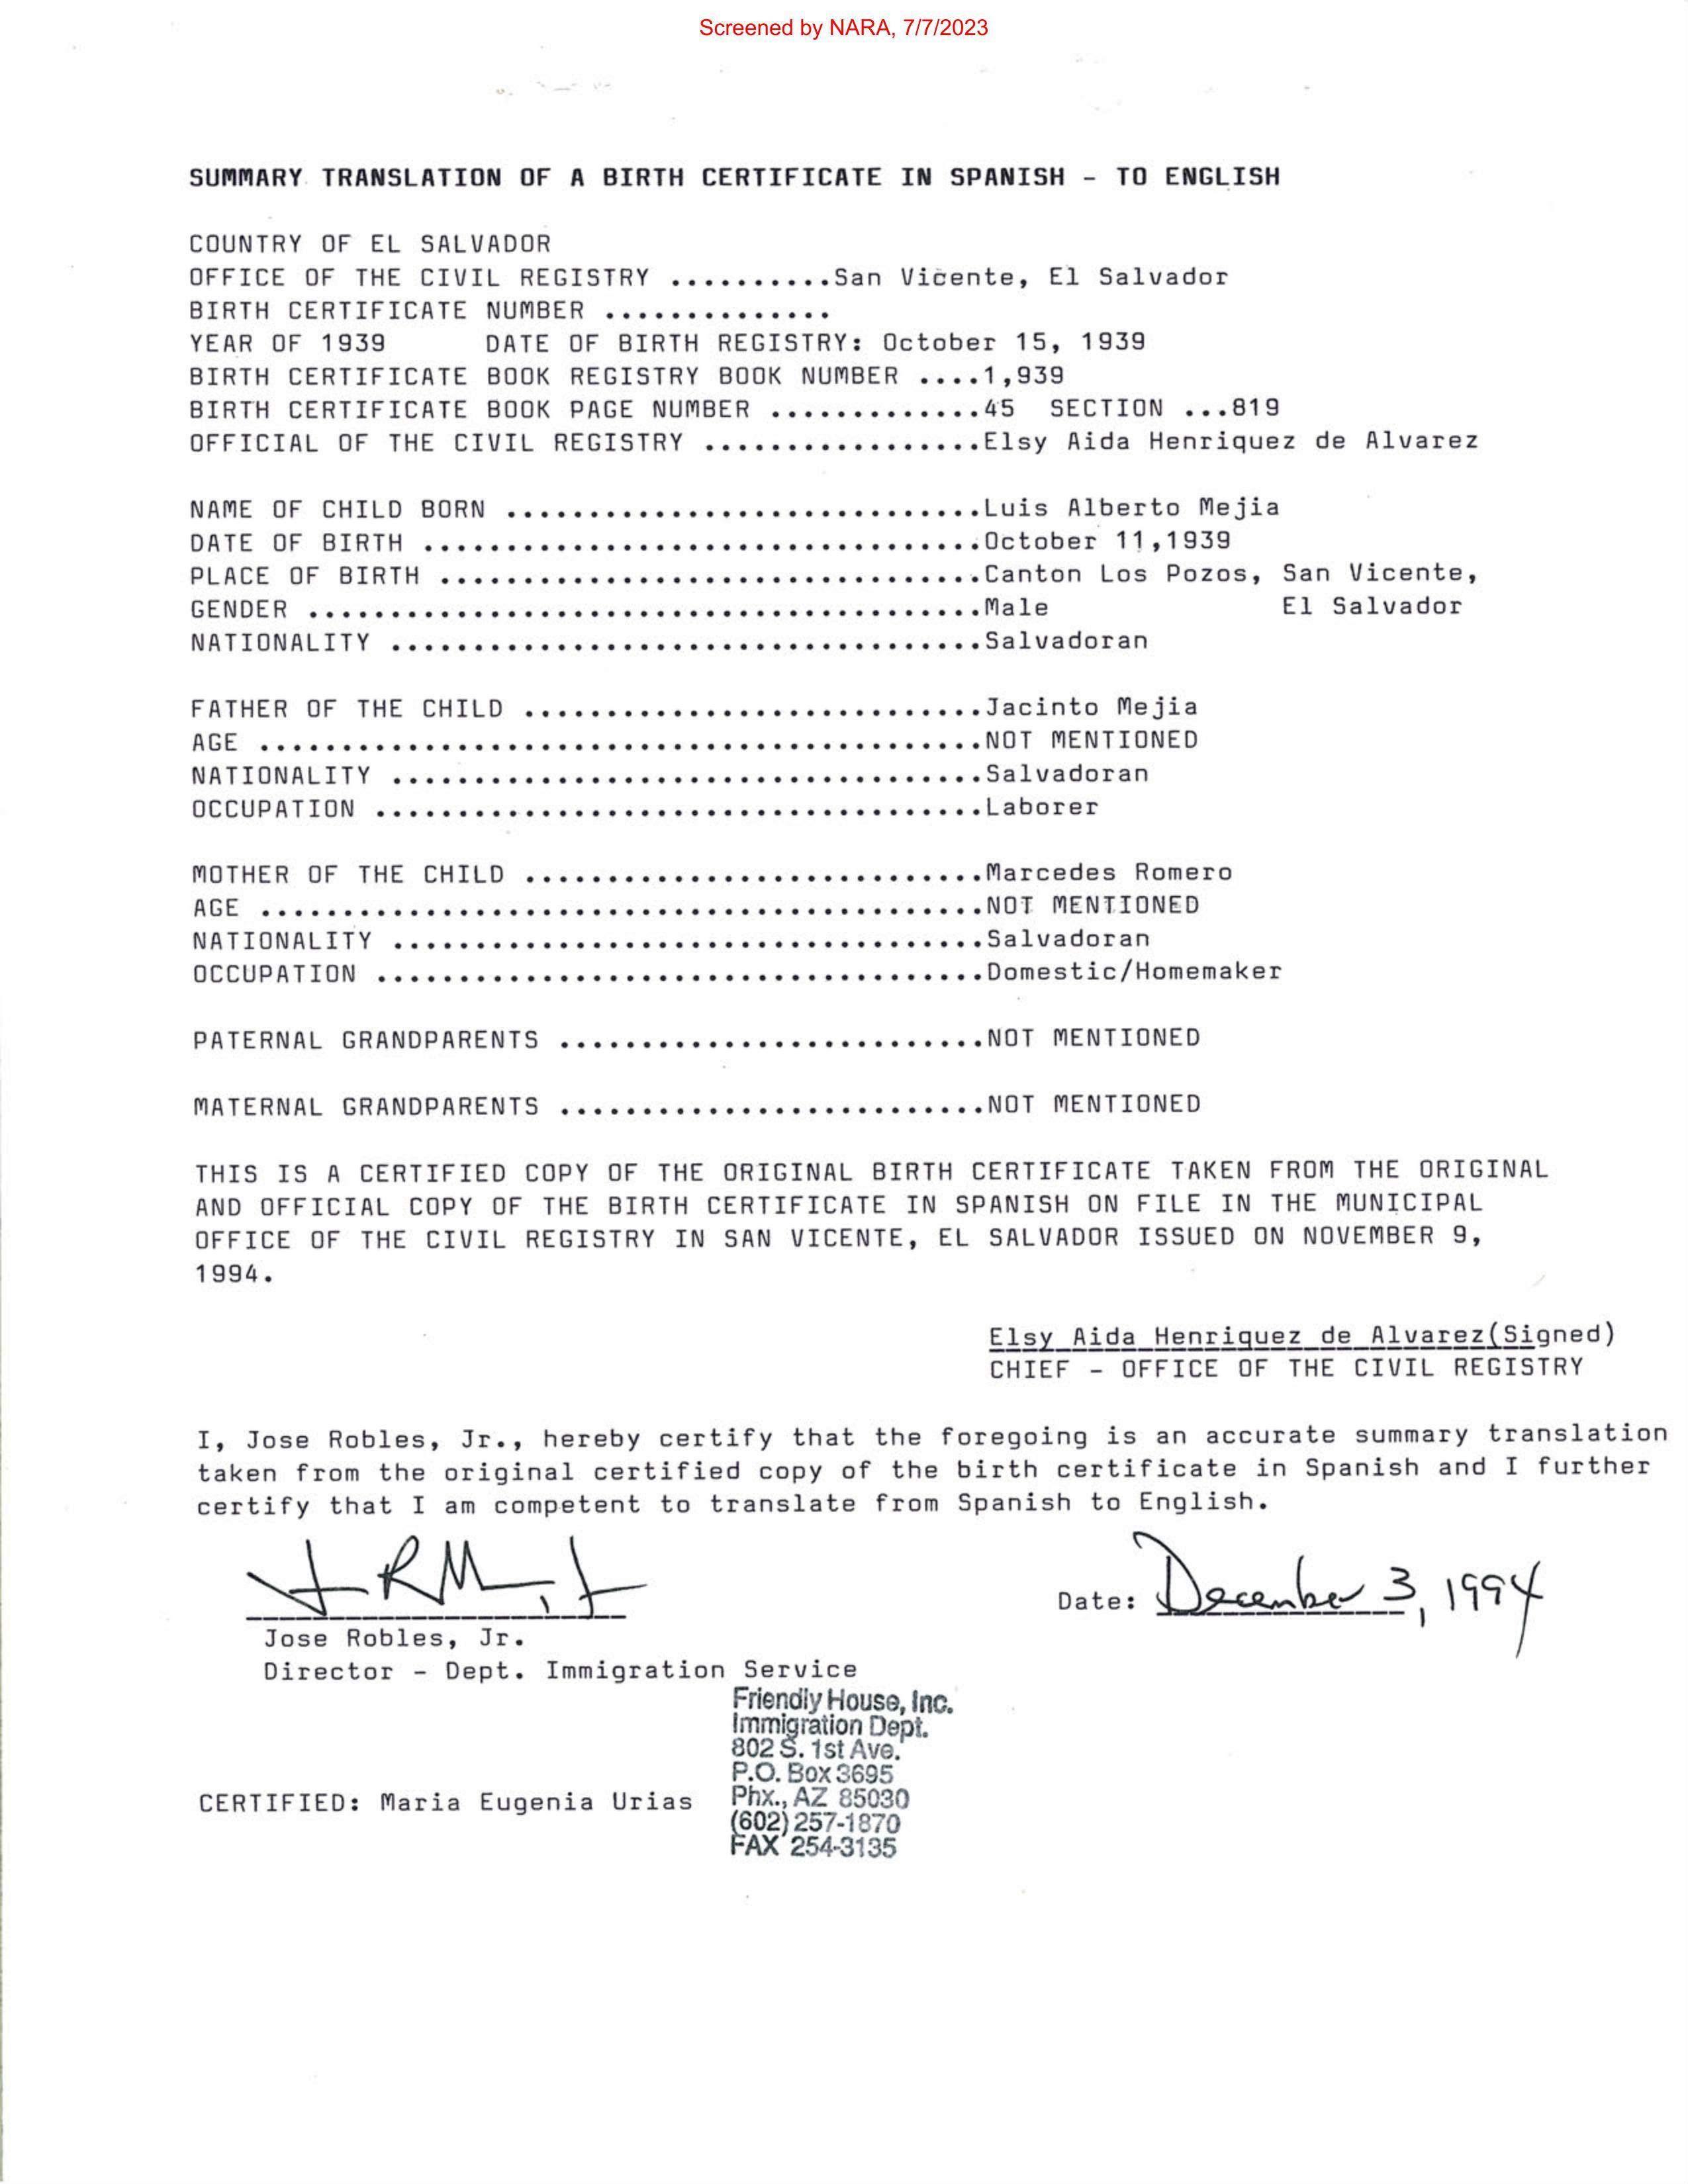 Screened by NARA, 7/7/2023
SUMMARY TRANSLATION OF A BIRTH CERTIFICATE IN SPANISH - TO ENGLISH
COUNTRY OF EL SALVADOR
OFFICE OF THE CIVIL REGISTRY ..........San Vicente, El Salvador
BIRTH CERTIFICATE NUMBER ..............
YEAR OF 1939 DATE OF BIRTH REGISTRY: October 15, 1939
BIRTH CERTIFICATE BOOK REGISTRY BOOK NUMBER ....1,939
BIRTH CERTIFICATE BOOK PAGE NUMBER .............45 SECTION ...819
OFFICIAL OF THE CIVIL REGISTRY .................Elsy Aida Henriquez de Alvarez
NAME OF CHILD BORN .............................Luis Alberto Mejia
DATE OF BIRTH ..................................October 11,1939
PLACE OF BIRTH .................................Canton Los Pozos, San Vicente,
GENDER .........................................Male El Salvador
NATIONALITY ....................................Salvadoran
FATHER OF THE CHILD ............................Jacinto Mejia
AGE ............................................NOT MENTIONED
NATIONALITY ....................................Salvadoran
OCCUPATION .....................................Laborer
MOTHER OF THE CHILD ............................Marcedes Romero
AGE ............................................NOT MENTIONED
NATIONALITY ....................................Salvadoran
OCCUPATION .....................................Domestic/Homemaker
PATERNAL GRANDPARENTS ..........................NOT MENTIONED
MATERNAL GRANDPARENTS ..........................NOT MENTIONED
THIS IS A CERTIFIED COPY OF THE ORIGINAL BIRTH CERTIFICATE TAKEN FROM THE ORIGINAL
AND OFFICIAL COPY OF THE BIRTH CERTIFICATE IN SPANISH ON FILE IN THE MUNICIPAL
OFFICE OF THE CIVIL REGISTRY IN SAN VICENTE, EL SALVADOR ISSUED ON NOVEMBER 9,
1994.
Elsy Aida Henriquez de Alvarez(Signed)
CHIEF - OFFICE OF THE CIVIL REGISTRY
I, Jose Robles, Jr., hereby certify that the foregoing is an accurate summary translation
taken from the original certified copy of the birth certificate in Spanish and I further
certify that I am competent to translate from Spanish to English.
Date: December 3, 1994
Jose Robles, Jr.
Director - Dept. Immigration Service
Friendly House, Inc.
Immigration Dept.
802 S. 1st Ave.
P.O. Box 3695
CERTIFIED: Maria Eugenia Urias Phx., AZ 85030
(602) 257-1870
FAX 254-3135